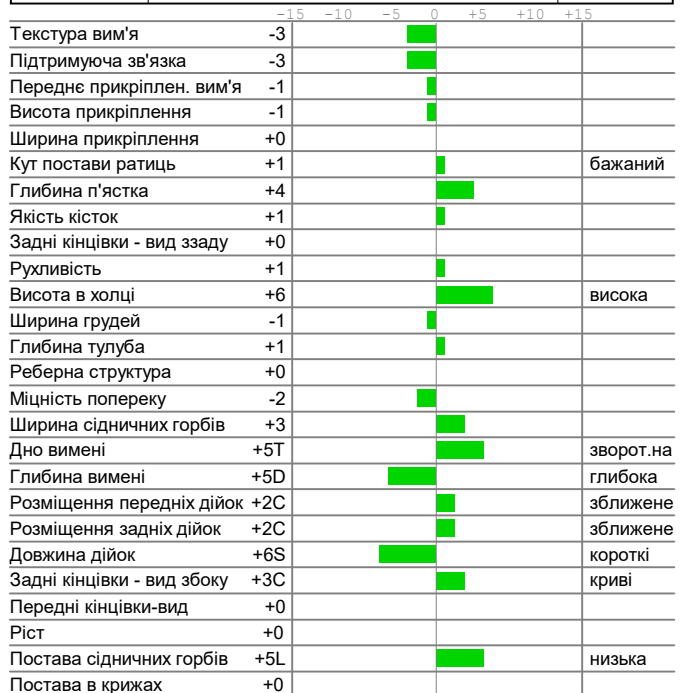 -15 -10 -5 0 +5 +10 +15
Текстура вим'я -3
Підтримуюча зв'язка -3
Переднє прикріплен. вим'я -1
Висота прикріплення -1
Ширина прикріплення +0
Кут постави ратиць +1 бажаний
Глибина п'ястка +4
Якість кісток +1
Задні кінцівки - вид ззаду +0
Рухливість +1
Висота в холці +6 висока
Ширина грудей -1
Глибина тулуба +1
Реберна структура +0
Міцність попереку -2
Ширина сідничних горбів +3
Дно вимені +5T зворот.на
Глибина вимені +5D глибока
Розміщення передніх дійок +2C зближене
Розміщення задніх дійок +2C зближене
Довжина дійок +6S короткі
Задні кінцівки - вид збоку +3C криві
Передні кінцівки-вид +0
Ріст +0
Постава сідничних горбів +5L низька
Постава в крижах +0